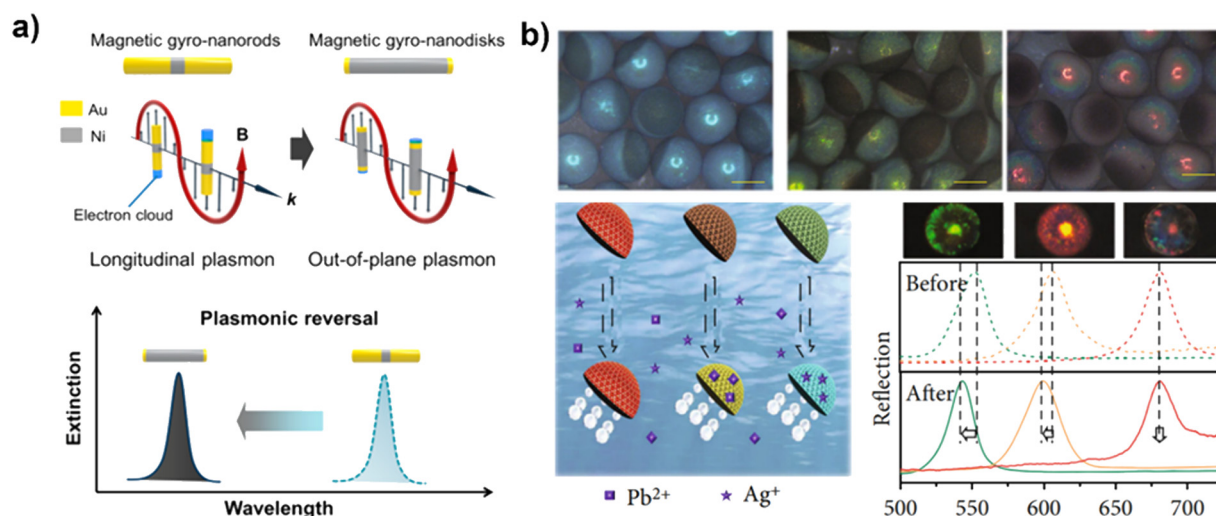 a)
Magnetic gyro-nanorods
Magnetic gyro-nanodisks
Au
Ni
B
k
Electron cloud
Longitudinal plasmon
Out-of-plane plasmon
Plasmonic reversal
Extinction
Wavelength
b)
Pb²⁺
Ag⁺
Before
After
Reflection
500
550
600
650
700